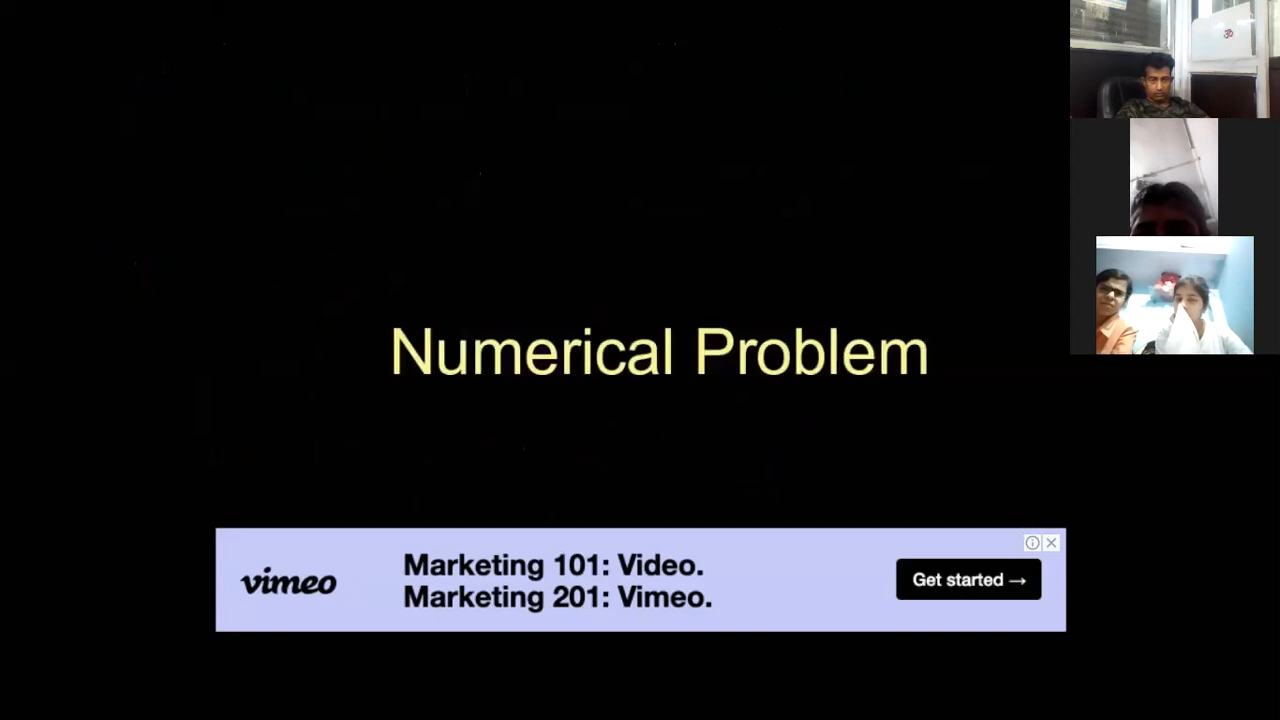 ॐ
Numerical Problem
vimeo
Marketing 101: Video.
Marketing 201: Vimeo.
Get started →